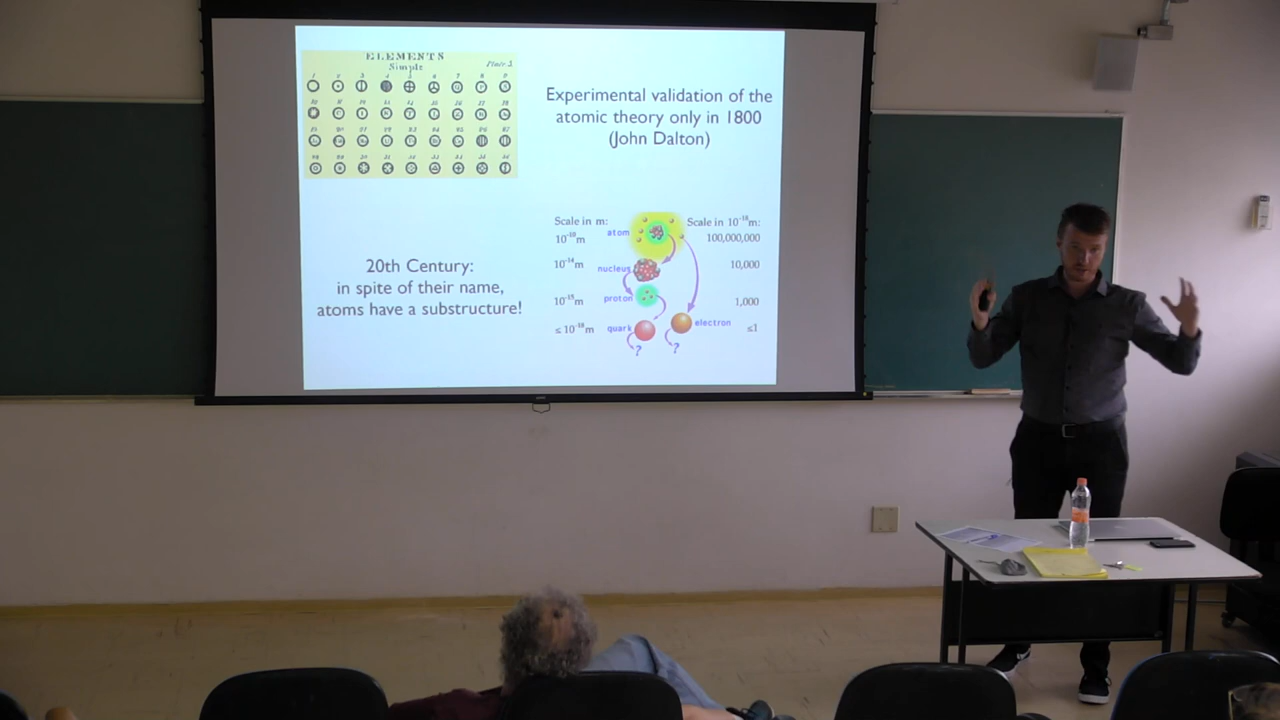 ELEMENTS
Simple
Plate 3
Experimental validation of the
atomic theory only in 1800
(John Dalton)
20th Century:
in spite of their name,
atoms have a substructure!
Scale in m:
Scale in 10⁻¹⁸m:
10⁻¹⁰m
atom
100,000,000
10⁻¹⁴m
nucleus
10,000
10⁻¹⁵m
proton
1,000
≤ 10⁻¹⁸m
quark
electron
≤1
?
?